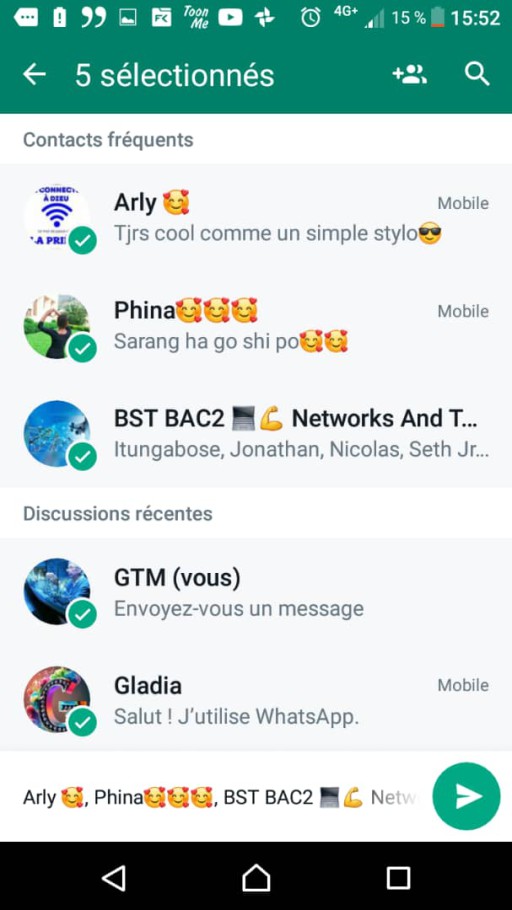 Toon
Me
4G+
15 %
15:52
5 sélectionnés
Contacts fréquents
CONNEC
À DIEU
LA PRI
Arly 🥰
Mobile
Tjrs cool comme un simple stylo😎
Phina🥰🥰🥰
Mobile
Sarang ha go shi po🥰🥰
BST BAC2 💻💪 Networks And T...
Itungabose, Jonathan, Nicolas, Seth Jr...
Discussions récentes
GTM (vous)
Envoyez-vous un message
Gladia
Mobile
Salut ! J’utilise WhatsApp.
Arly 🥰, Phina🥰🥰🥰, BST BAC2 💻💪 Netw